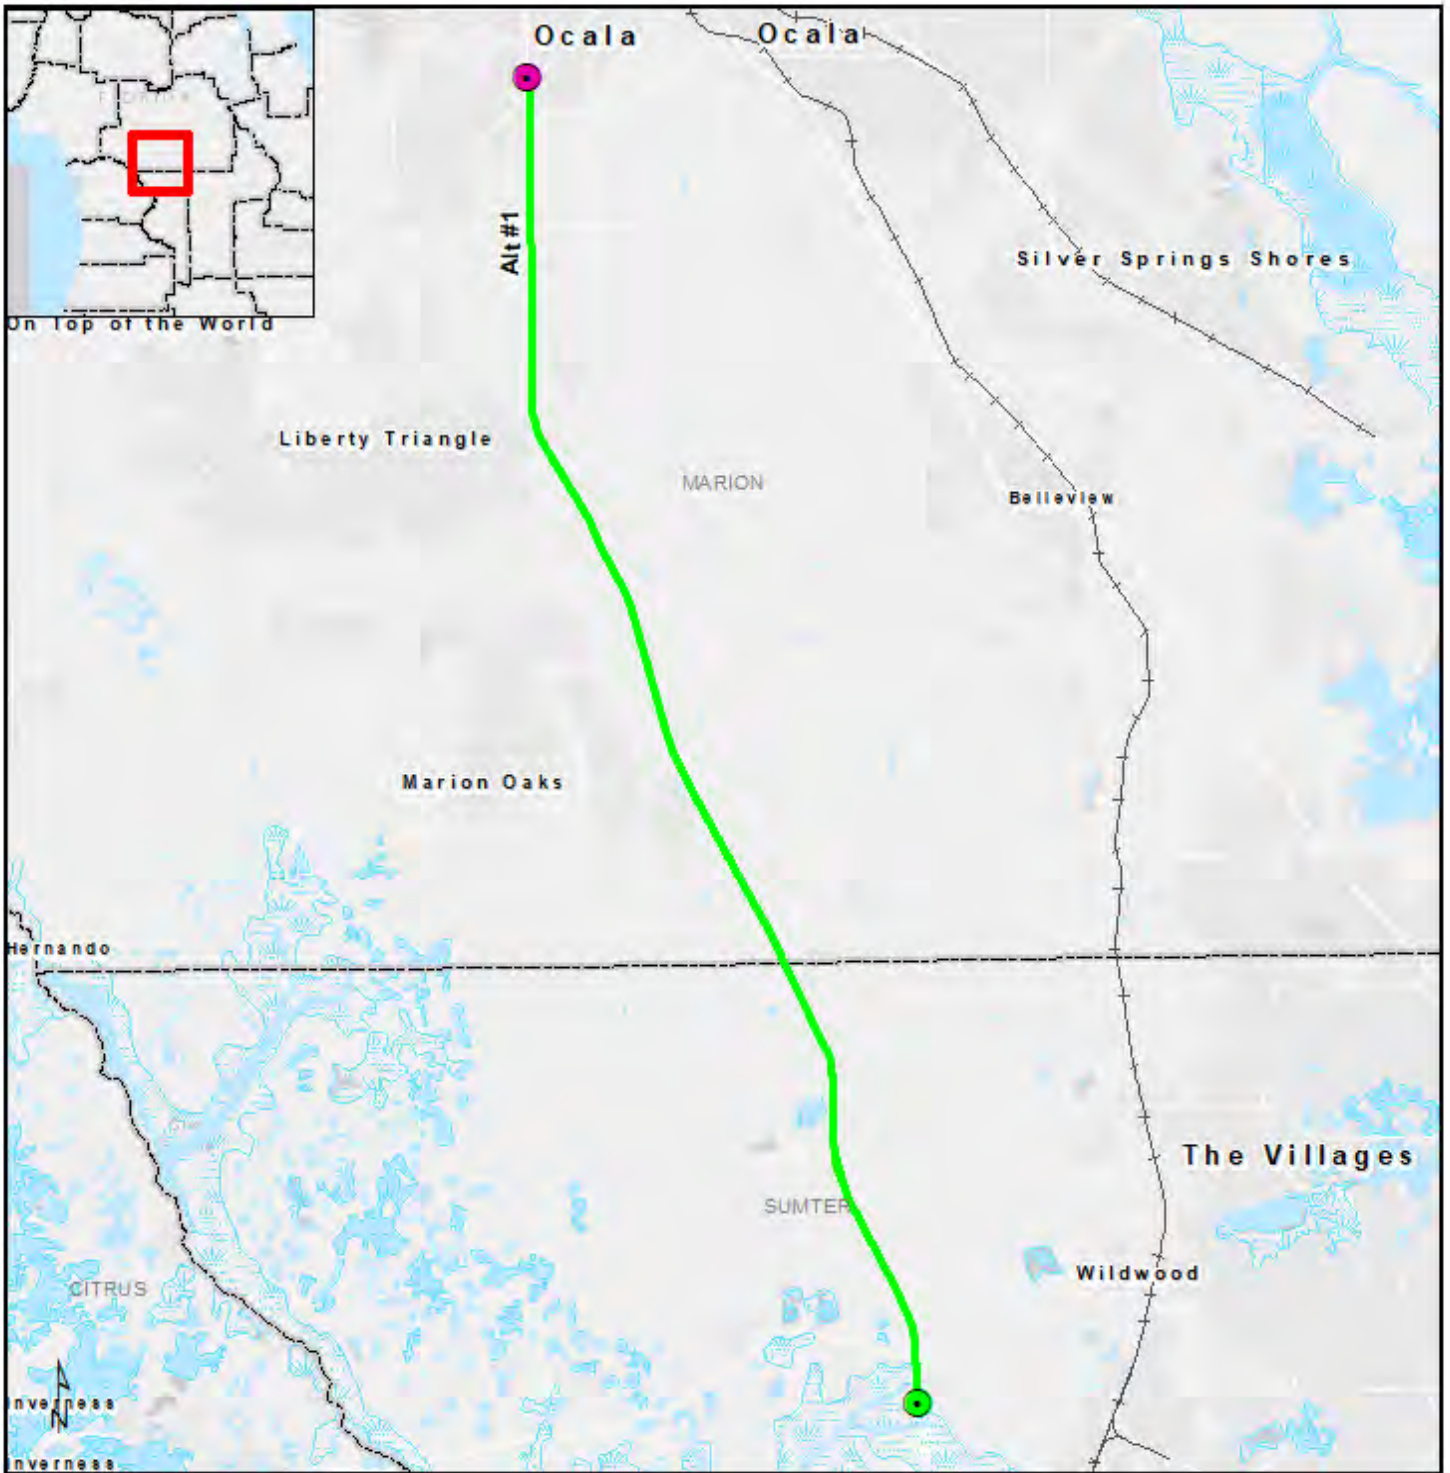 Ocala
Ocala
FLORIDA
Alt #1
Silver Springs Shores
On Top of the World
Liberty Triangle
MARION
Belleview
Marion Oaks
Hernando
The Villages
SUMTER
Wildwood
CITRUS
Inverness
N
Inverness